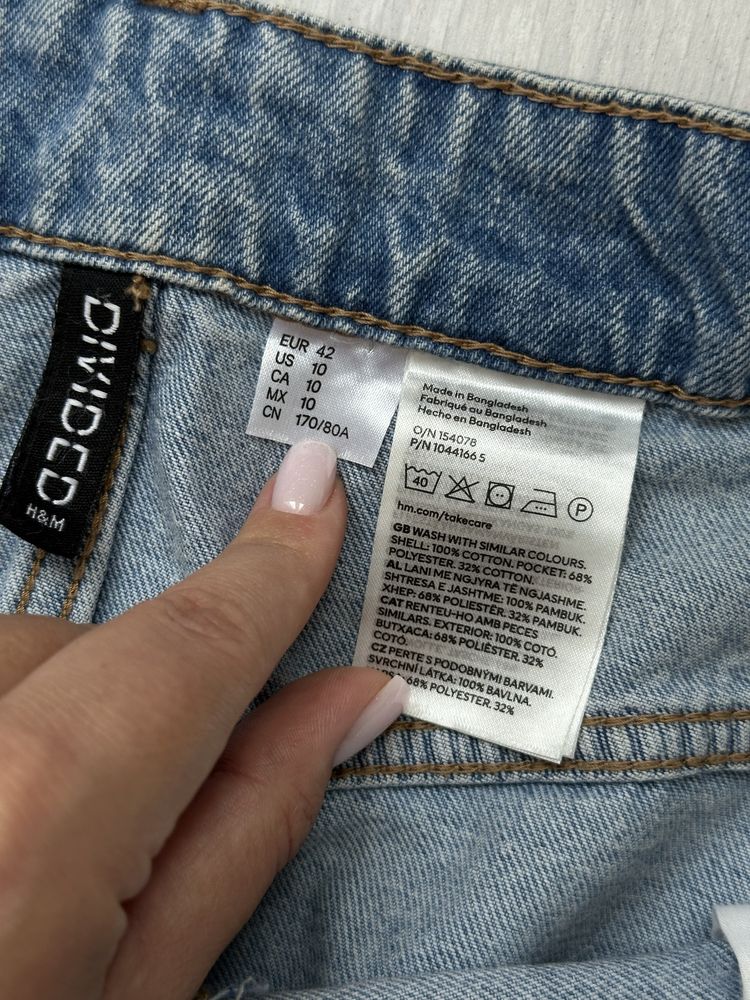 DIVIDED
H&M
EUR 42
US 10
CA 10
MX 10
CN 170/80A
Made in Bangladesh
Fabriqué au Bangladesh
Hecho en Bangladesh
O/N 154078
P/N 1044166 5
40
P
hm.com/takecare
GB WASH WITH SIMILAR COLOURS.
SHELL: 100% COTTON. POCKET: 68%
POLYESTER. 32% COTTON.
AL LANI ME NGJYRA TË NGJASHME.
SHTRESA E JASHTME: 100% PAMBUK.
XHEP: 68% POLIESTËR. 32% PAMBUK.
CAT RENTEU-HO AMB PECES
SIMILARS. EXTERIOR: 100% COTÓ.
BUTXACA: 68% POLIÈSTER. 32%
COTÓ.
CZ PERTE S PODOBNÝMI BARVAMI.
SVRCHNÍ LÁTKA: 100% BAVLNA.
68% POLYESTER. 32%